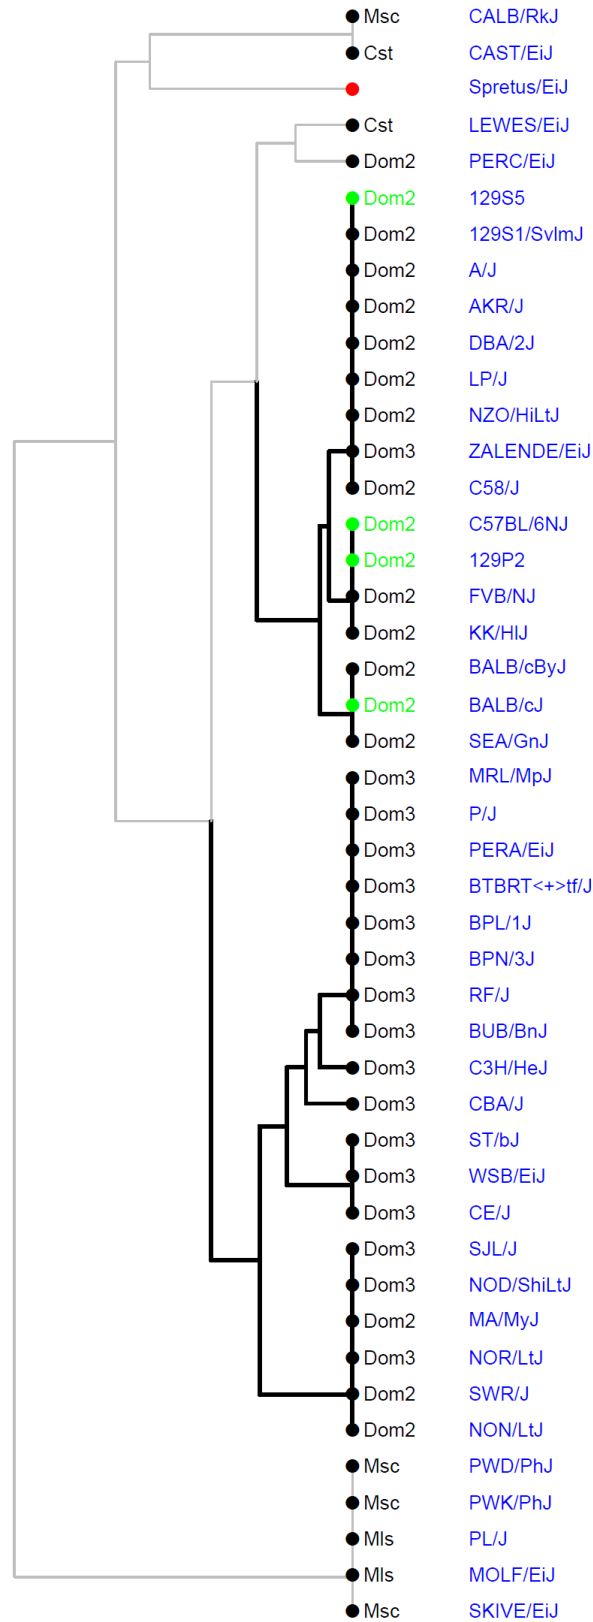 Msc CALB/RkJ
Cst CAST/EiJ
Spretus/EiJ
Cst LEWES/EiJ
Dom2 PERC/EiJ
Dom2 129S5
Dom2 129S1/SvImJ
Dom2 A/J
Dom2 AKR/J
Dom2 DBA/2J
Dom2 LP/J
Dom2 NZO/HiLtJ
Dom3 ZALENDE/EiJ
Dom2 C58/J
Dom2 C57BL/6NJ
Dom2 129P2
Dom2 FVB/NJ
Dom2 KK/HIJ
Dom2 BALB/cByJ
Dom2 BALB/cJ
Dom2 SEA/GnJ
Dom3 MRL/MpJ
Dom3 P/J
Dom3 PERA/EiJ
Dom3 BTBRT<+>tf/J
Dom3 BPL/1J
Dom3 BPN/3J
Dom3 RF/J
Dom3 BUB/BnJ
Dom3 C3H/HeJ
Dom3 CBA/J
Dom3 ST/bJ
Dom3 WSB/EiJ
Dom3 CE/J
Dom3 SJL/J
Dom3 NOD/ShiLtJ
Dom2 MA/MyJ
Dom3 NOR/LtJ
Dom2 SWR/J
Dom2 NON/LtJ
Msc PWD/PhJ
Msc PWK/PhJ
Mls PL/J
Mls MOLF/EiJ
Msc SKIVE/EiJ